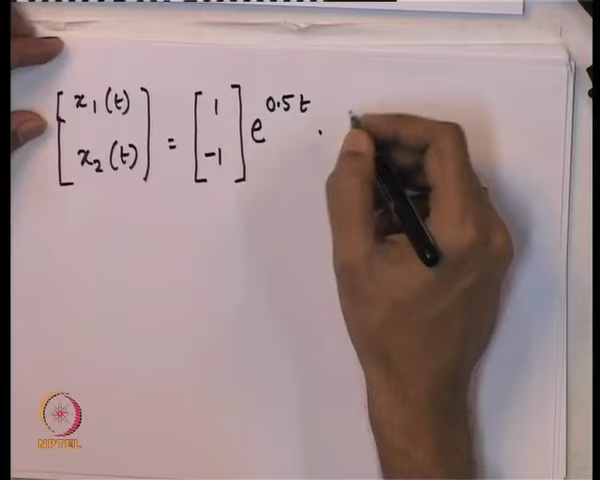 [x₁(t)] = [1] e^0.5t .
[x₂(t)] [-1]
NPTEL